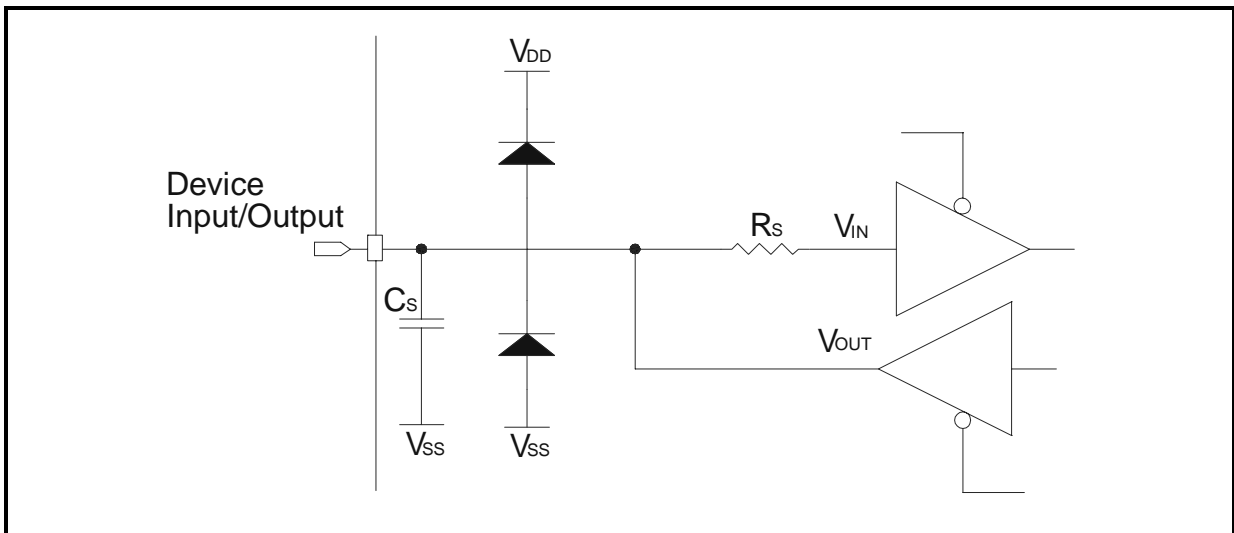 VDD
Device
Input/Output
RS
VIN
CS
VOUT
VSS
VSS